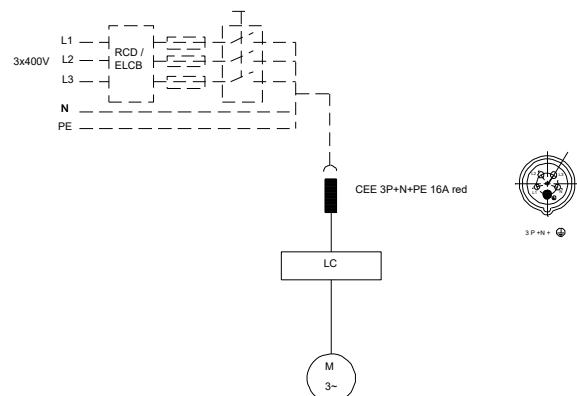 L1
L2
L3
3x400V
RCD /
ELCB
N
PE
CEE 3P+N+PE 16A red
3 P +N +
LC
M
3~